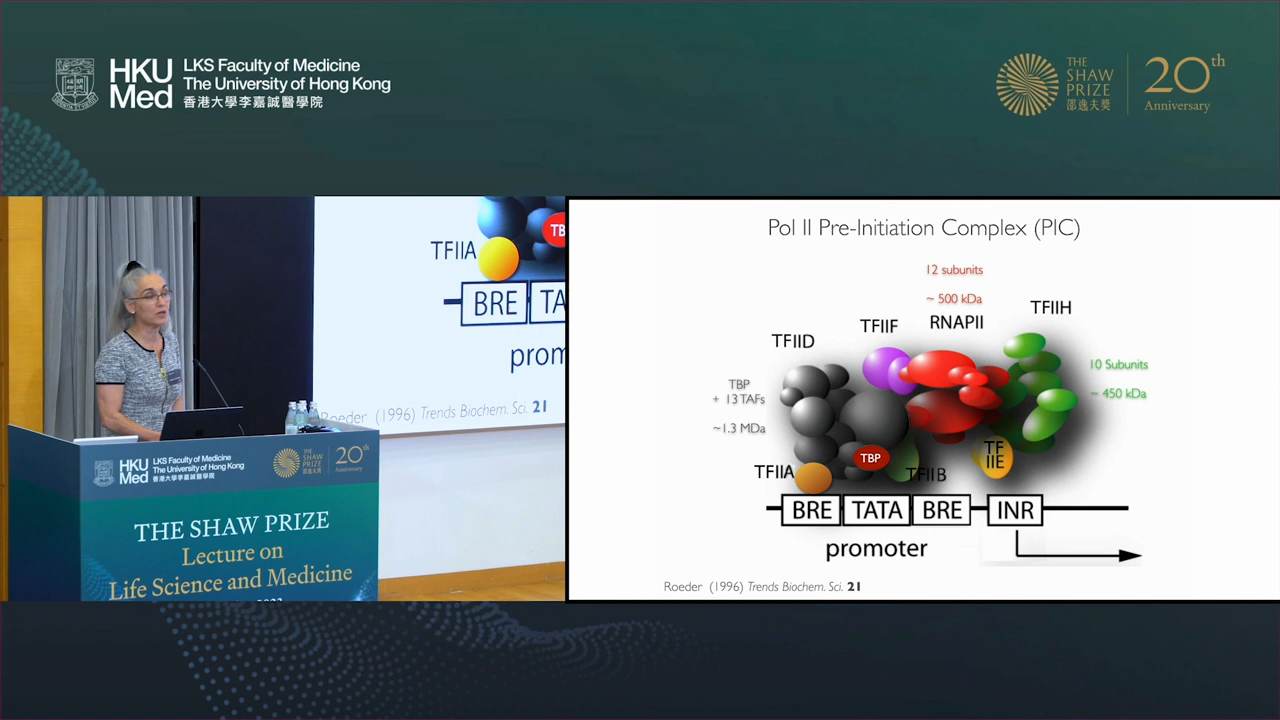 HKU
Med
LKS Faculty of Medicine
The University of Hong Kong
香港大學李嘉誠醫學院
THE
SHAW
PRIZE
邵逸夫獎
20th
Anniversary
TFIIA
TB
BRE
TA
prom
Roeder (1996) Trends Biochem. Sci. 21
HKU
Med
LKS Faculty of Medicine
The University of Hong Kong
香港大學李嘉誠醫學院
THE
SHAW
PRIZE
20th
Anniversary
THE SHAW PRIZE
Lecture on
Life Science and Medicine
Pol II Pre-Initiation Complex (PIC)
12 subunits
~ 500 kDa
RNAPII
TFIIH
TFIIF
TFIID
10 Subunits
~ 450 kDa
TBP
+ 13 TAFs
~1.3 MDa
TBP
TF
IIE
TFIIA
TFIIB
BRE
TATA
BRE
INR
promoter
Roeder (1996) Trends Biochem. Sci. 21